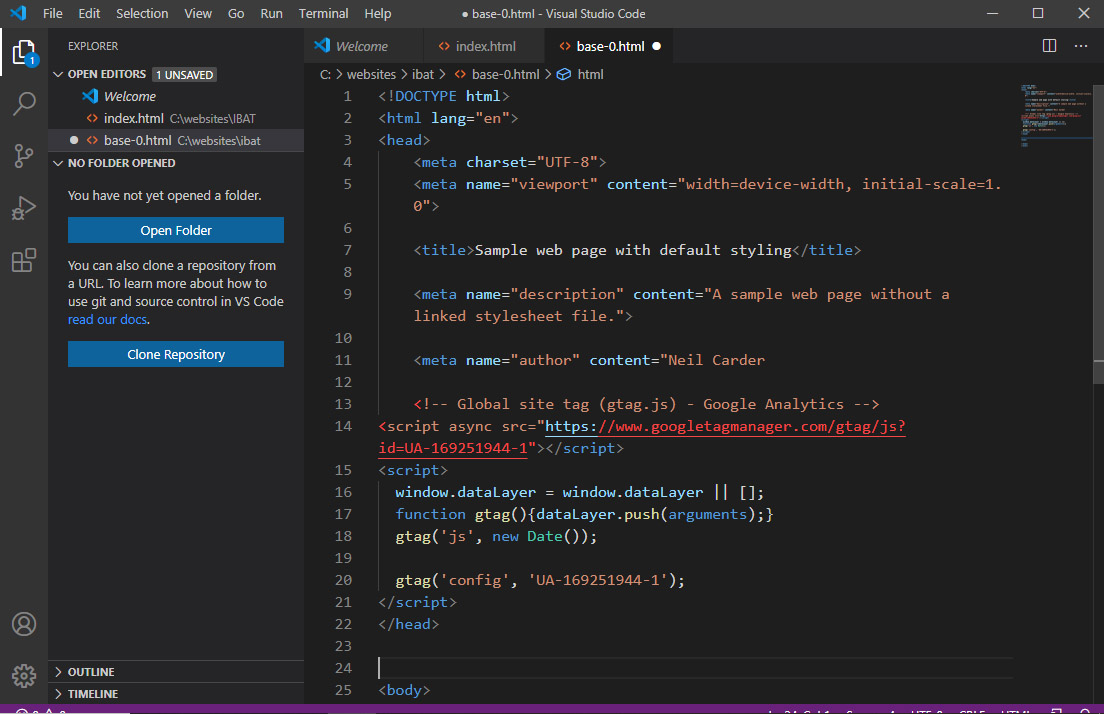 File Edit Selection View Go Run Terminal Help
● base-0.html - Visual Studio Code
1
EXPLORER
OPEN EDITORS 1 UNSAVED
Welcome
index.html C:\websites\IBAT
base-0.html C:\websites\ibat
NO FOLDER OPENED
You have not yet opened a folder.
Open Folder
You can also clone a repository from
a URL. To learn more about how to
use git and source control in VS Code
read our docs.
Clone Repository
OUTLINE
TIMELINE
Welcome index.html base-0.html ●
C: > websites > ibat > base-0.html > html
1 <!DOCTYPE html>
2 <html lang="en">
3 <head>
4 <meta charset="UTF-8">
5 <meta name="viewport" content="width=device-width, initial-scale=1.
0">
6
7 <title>Sample web page with default styling</title>
8
9 <meta name="description" content="A sample web page without a
linked stylesheet file.">
10
11 <meta name="author" content="Neil Carder
12
13 <!-- Global site tag (gtag.js) - Google Analytics -->
14 <script async src="https://www.googletagmanager.com/gtag/js?
id=UA-169251944-1"></script>
15 <script>
16 window.dataLayer = window.dataLayer || [];
17 function gtag(){dataLayer.push(arguments);}
18 gtag('js', new Date());
19
20 gtag('config', 'UA-169251944-1');
21 </script>
22 </head>
23
24
25 <body>